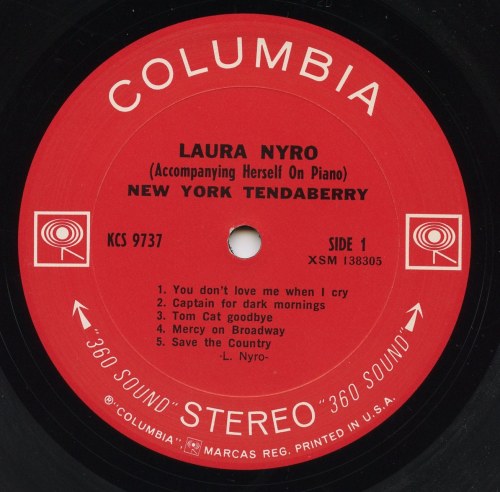 COLUMBIA
LAURA NYRO
(Accompanying Herself On Piano)
NEW YORK TENDABERRY
KCS 9737
SIDE 1
XSM 138305
1. You don't love me when I cry
2. Captain for dark mornings
3. Tom Cat goodbye
4. Mercy on Broadway
5. Save the Country
-L. Nyro-
"360 SOUND" STEREO "360 SOUND"
℗ "COLUMBIA", MARCAS REG. PRINTED IN U.S.A.